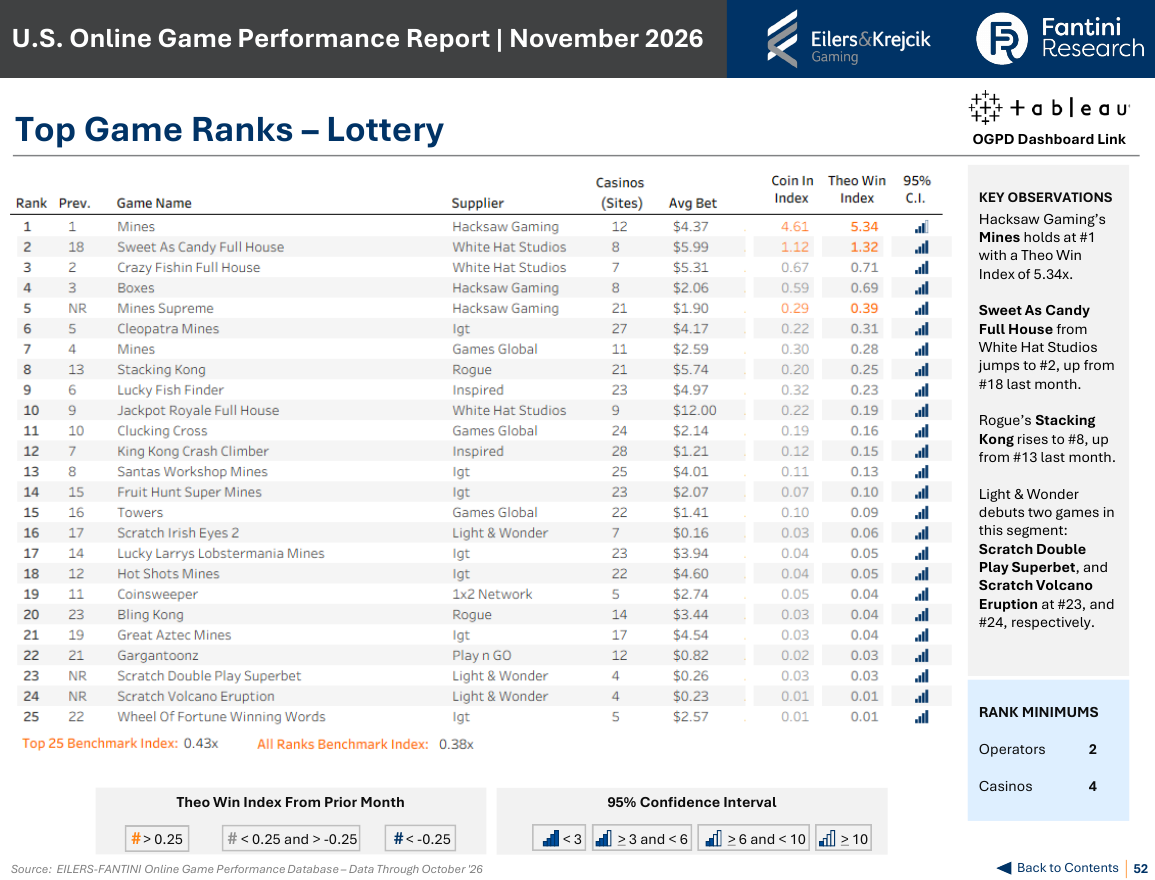 U.S. Online Game Performance Report | November 2026
Eilers&Krejcik
Gaming
Fantini
Research
Top Game Ranks – Lottery
+ a b l e a u
OGPD Dashboard Link
Rank Prev. Game Name Supplier Casinos (Sites) Avg Bet Coin In Index Theo Win Index 95% C.I.
1 1 Mines Hacksaw Gaming 12 $4.37 4.61 5.34
2 18 Sweet As Candy Full House White Hat Studios 8 $5.99 1.12 1.32
3 2 Crazy Fishin Full House White Hat Studios 7 $5.31 0.67 0.71
4 3 Boxes Hacksaw Gaming 8 $2.06 0.59 0.69
5 NR Mines Supreme Hacksaw Gaming 21 $1.90 0.29 0.39
6 5 Cleopatra Mines Igt 27 $4.17 0.22 0.31
7 4 Mines Games Global 11 $2.59 0.30 0.28
8 13 Stacking Kong Rogue 21 $5.74 0.20 0.25
9 6 Lucky Fish Finder Inspired 23 $4.97 0.32 0.23
10 9 Jackpot Royale Full House White Hat Studios 9 $12.00 0.22 0.19
11 10 Clucking Cross Games Global 24 $2.14 0.19 0.16
12 7 King Kong Crash Climber Inspired 28 $1.21 0.12 0.15
13 8 Santas Workshop Mines Igt 25 $4.01 0.11 0.13
14 15 Fruit Hunt Super Mines Igt 23 $2.07 0.07 0.10
15 16 Towers Games Global 22 $1.41 0.10 0.09
16 17 Scratch Irish Eyes 2 Light & Wonder 7 $0.16 0.03 0.06
17 14 Lucky Larrys Lobstermania Mines Igt 23 $3.94 0.04 0.05
18 12 Hot Shots Mines Igt 22 $4.60 0.04 0.05
19 11 Coinsweeper 1x2 Network 5 $2.74 0.05 0.04
20 23 Bling Kong Rogue 14 $3.44 0.03 0.04
21 19 Great Aztec Mines Igt 17 $4.54 0.03 0.04
22 21 Gargantoonz Play n GO 12 $0.82 0.02 0.03
23 NR Scratch Double Play Superbet Light & Wonder 4 $0.26 0.03 0.03
24 NR Scratch Volcano Eruption Light & Wonder 4 $0.23 0.01 0.01
25 22 Wheel Of Fortune Winning Words Igt 5 $2.57 0.01 0.01
Top 25 Benchmark Index: 0.43x All Ranks Benchmark Index: 0.38x
KEY OBSERVATIONS
Hacksaw Gaming's
Mines holds at #1
with a Theo Win
Index of 5.34x.
Sweet As Candy
Full House from
White Hat Studios
jumps to #2, up from
#18 last month.
Rogue's Stacking
Kong rises to #8, up
from #13 last month.
Light & Wonder
debuts two games in
this segment:
Scratch Double
Play Superbet, and
Scratch Volcano
Eruption at #23, and
#24, respectively.
RANK MINIMUMS
Operators 2
Casinos 4
Theo Win Index From Prior Month
# > 0.25 # < 0.25 and > -0.25 # < -0.25
95% Confidence Interval
< 3 ≥ 3 and < 6 ≥ 6 and < 10 ≥ 10
Source: EILERS-FANTINI Online Game Performance Database – Data Through October '26
Back to Contents | 52